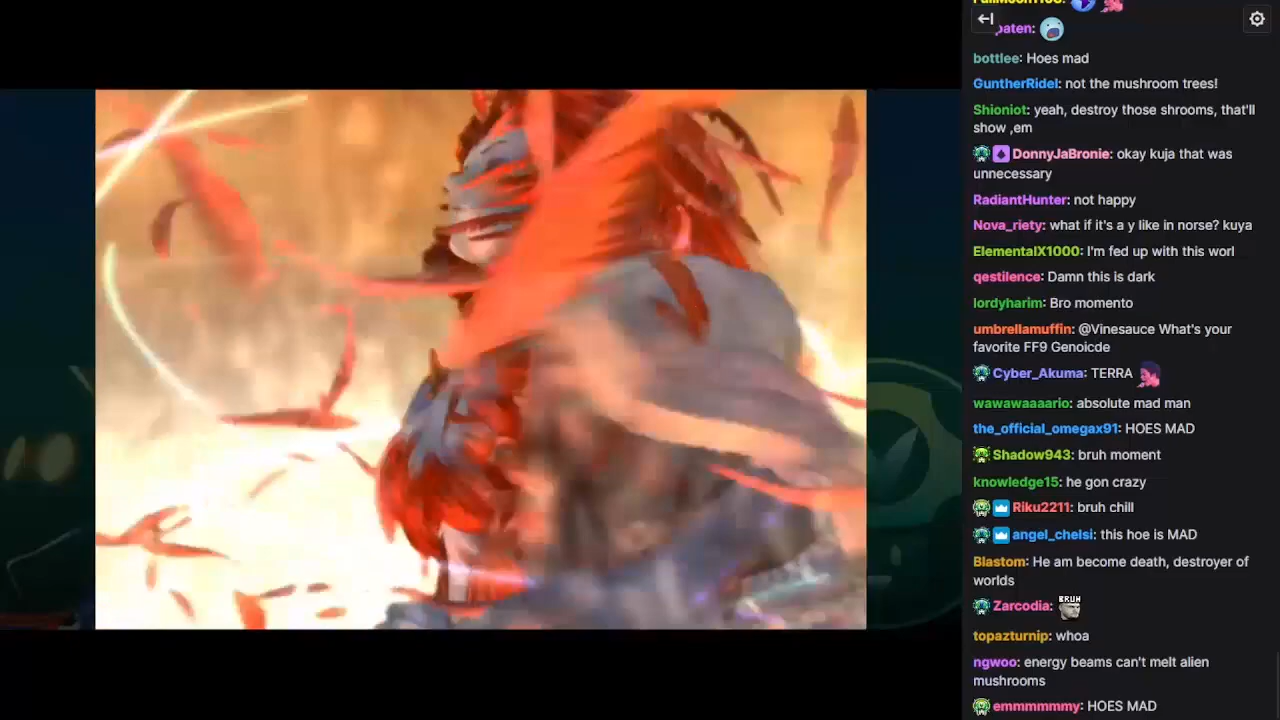 paten:
bottlee: Hoes mad
GuntherRidel: not the mushroom trees!
Shioniot: yeah, destroy those shrooms, that'll
show ,em
DonnyJaBronie: okay kuja that was
unnecessary
RadiantHunter: not happy
Nova_riety: what if it's a y like in norse? kuya
ElementalX1000: I'm fed up with this worl
qestilence: Damn this is dark
lordyharim: Bro momento
umbrellamuffin: @Vinesauce What's your
favorite FF9 Genoicde
Cyber_Akuma: TERRA
wawawaaaario: absolute mad man
the_official_omegax91: HOES MAD
Shadow943: bruh moment
knowledge15: he gon crazy
Riku2211: bruh chill
angel_chelsi: this hoe is MAD
Blastom: He am become death, destroyer of
worlds
Zarcodia: BRUH
topazturnip: whoa
ngwoo: energy beams can't melt alien
mushrooms
emmmmmmy: HOES MAD